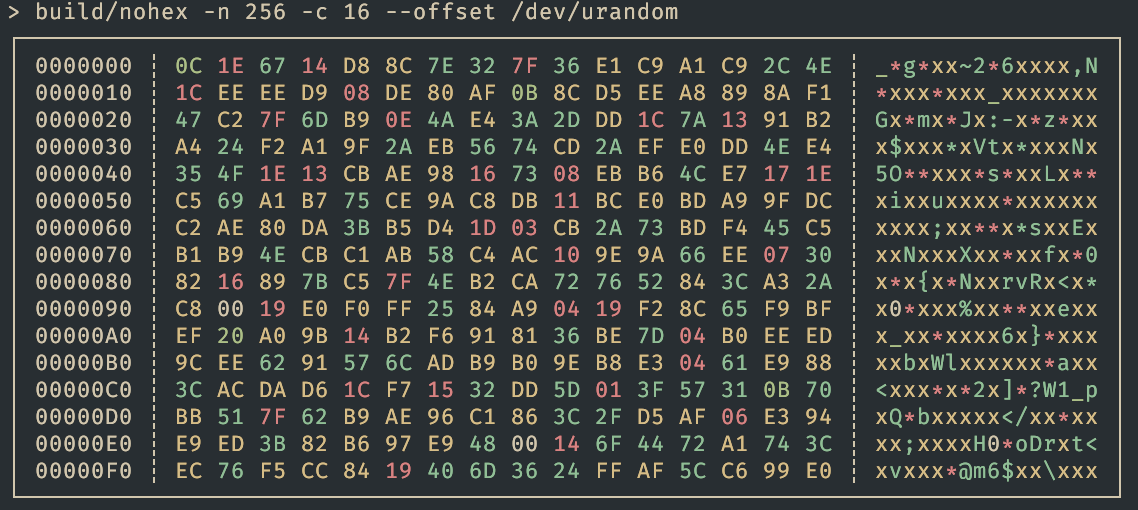 > build/nohex -n 256 -c 16 --offset /dev/urandom
0000000 0C 1E 67 14 D8 8C 7E 32 7F 36 E1 C9 A1 C9 2C 4E _*g*xx~2*6xxxx,N
0000010 1C EE EE D9 08 DE 80 AF 0B 8C D5 EE A8 89 8A F1 *xxx*xxx_xxxxxxx
0000020 47 C2 7F 6D B9 0E 4A E4 3A 2D DD 1C 7A 13 91 B2 Gx*mx*Jx:-x*z*xx
0000030 A4 24 F2 A1 9F 2A EB 56 74 CD 2A EF E0 DD 4E E4 x$xxx*xVtx*xxxNx
0000040 35 4F 1E 13 CB AE 98 16 73 08 EB B6 4C E7 17 1E 5O**xxx*s*xxLx**
0000050 C5 69 A1 B7 75 CE 9A C8 DB 11 BC E0 BD A9 9F DC xixxuxxxx*xxxxxx
0000060 C2 AE 80 DA 3B B5 D4 1D 03 CB 2A 73 BD F4 45 C5 xxxx;xx**x*sxxEx
0000070 B1 B9 4E CB C1 AB 58 C4 AC 10 9E 9A 66 EE 07 30 xxNxxxXxx*xxfx*0
0000080 82 16 89 7B C5 7F 4E B2 CA 72 76 52 84 3C A3 2A x*x{x*NxxrvRx<x*
0000090 C8 00 19 E0 F0 FF 25 84 A9 04 19 F2 8C 65 F9 BF x0*xxx%xx**xxexx
00000A0 EF 20 A0 9B 14 B2 F6 91 81 36 BE 7D 04 B0 EE ED x_xx*xxxx6x}*xxx
00000B0 9C EE 62 91 57 6C AD B9 B0 9E B8 E3 04 61 E9 88 xxbxWlxxxxxx*axx
00000C0 3C AC DA D6 1C F7 15 32 DD 5D 01 3F 57 31 0B 70 <xxx*x*2x]*?W1_p
00000D0 BB 51 7F 62 B9 AE 96 C1 86 3C 2F D5 AF 06 E3 94 xQ*bxxxxx</xx*xx
00000E0 E9 ED 3B 82 B6 97 E9 48 00 14 6F 44 72 A1 74 3C xx;xxxxH0*oDrxt<
00000F0 EC 76 F5 CC 84 19 40 6D 36 24 FF AF 5C C6 99 E0 xvxxx*@m6$xx\xxx